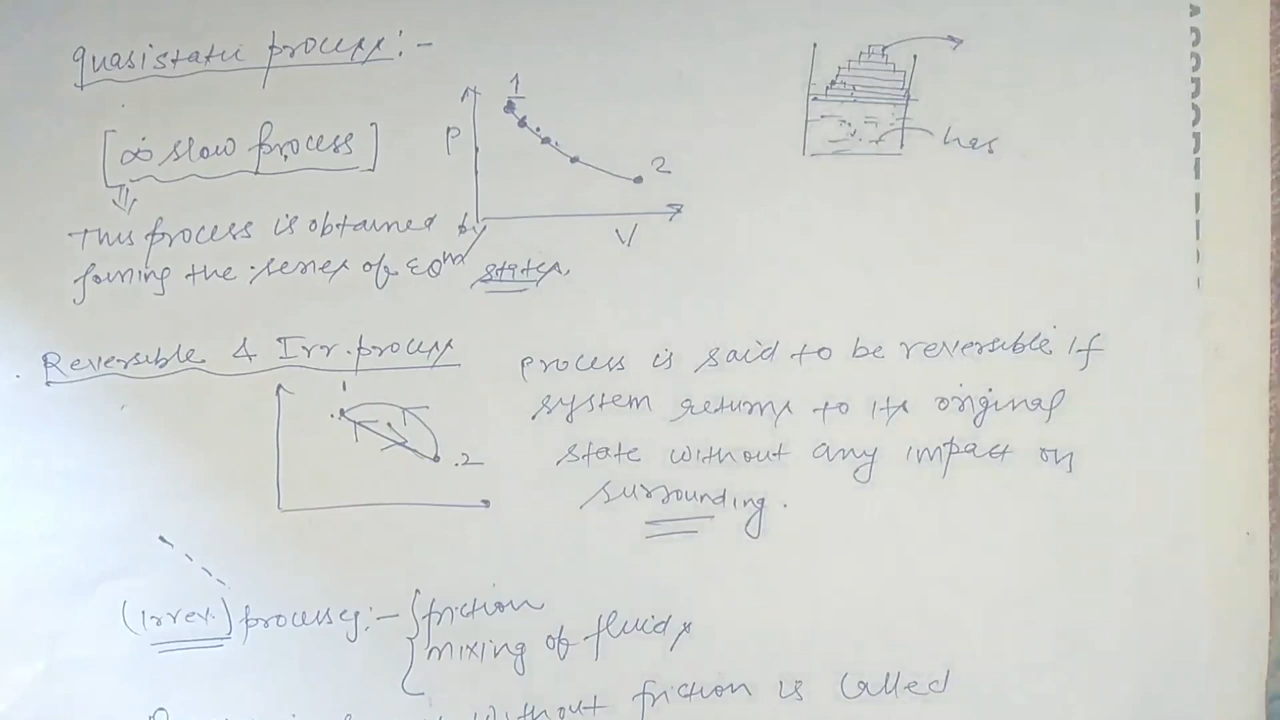 quasistatic process:-
[∞ slow process]
1
P
2
V
Gas
This process is obtained by
forming the series of EQm states.
Reversible & Irr. process
1
2
process is said to be reversible if
system returns to its original
state without any impact on
surrounding.
(Irrev.) processes:- {friction
mixing of fluids
without friction is called